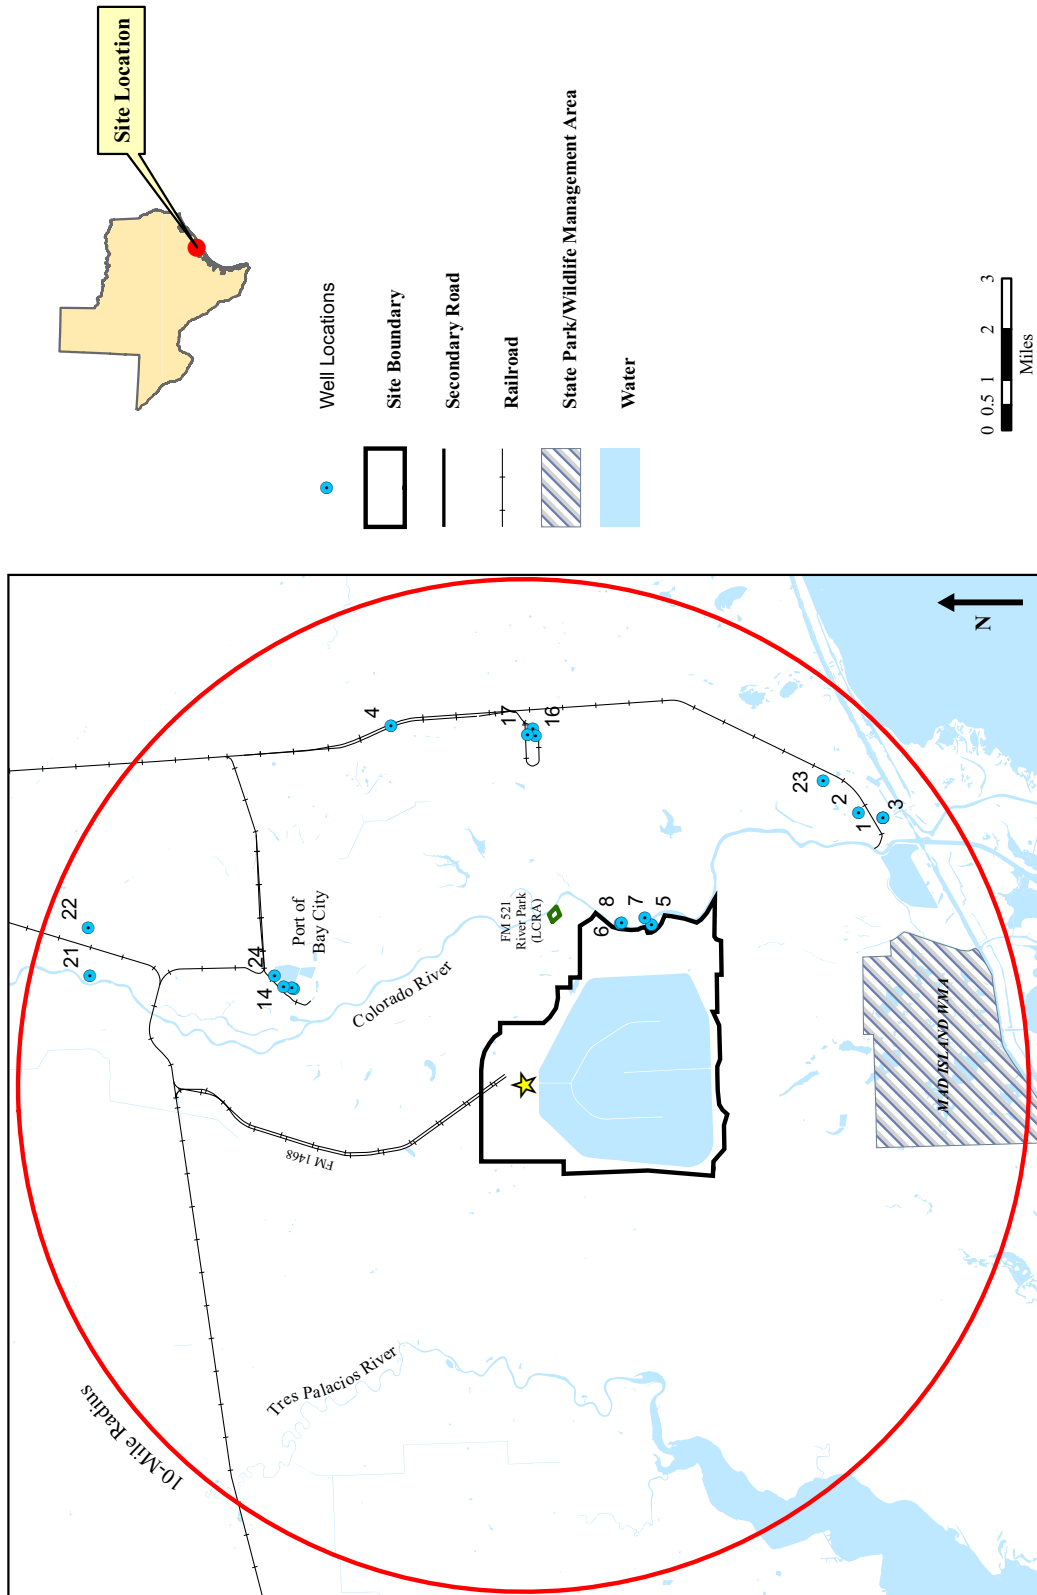 Site Location
Well Locations
Site Boundary
Secondary Road
Railroad
State Park/Wildlife Management Area
Water
0 0.5 1 2 3
Miles
N
10-Mile Radius
Tres Palacios River
FM 1468
Colorado River
Port of
Bay City
FM 521
River Park
(LCRA)
MAD ISLAND WMA
21
22
24
14
4
17
16
6
8
7
5
23
2
1
3